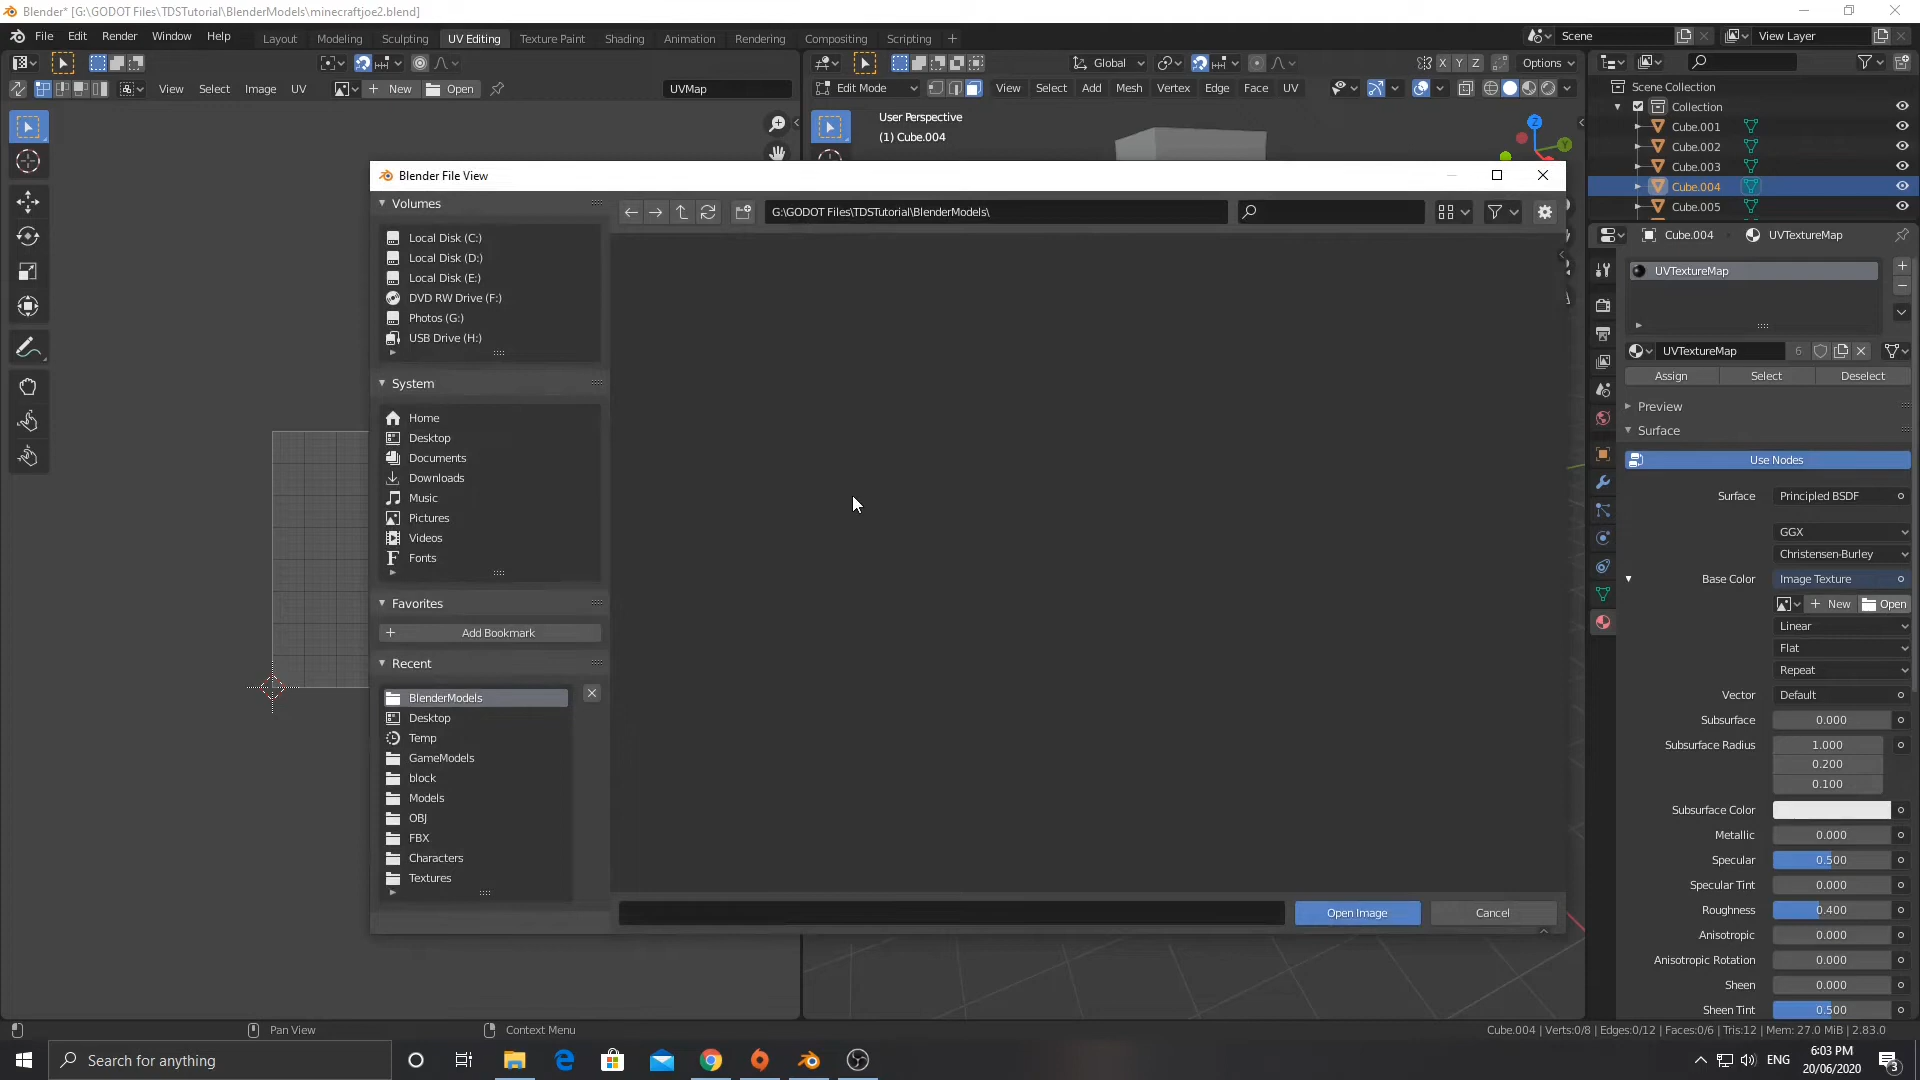 Blender* [G:\GODOT Files\TDSTutorial\BlenderModels\minecraftjoe2.blend]
File Edit Render Window Help Layout Modeling Sculpting UV Editing Texture Paint Shading Animation Rendering Compositing Scripting + Scene View Layer
Global X Y Z Options
View Select Image UV + New Open UVMap Edit Mode View Select Add Mesh Vertex Edge Face UV
Scene Collection
Collection
Cube.001
Cube.002
Cube.003
Cube.004
Cube.005
User Perspective
(1) Cube.004
Z
Y
Blender File View
Volumes
Local Disk (C:)
Local Disk (D:)
Local Disk (E:)
DVD RW Drive (F:)
Photos (G:)
USB Drive (H:)
System
Home
Desktop
Documents
Downloads
Music
Pictures
Videos
Fonts
Favorites
+ Add Bookmark
Recent
BlenderModels
Desktop
Temp
GameModels
block
Models
OBJ
FBX
Characters
Textures
G:\GODOT Files\TDSTutorial\BlenderModels\
Open Image Cancel
Cube.004 UVTextureMap
UVTextureMap
UVTextureMap 6
Assign Select Deselect
Preview
Surface
Use Nodes
Surface Principled BSDF
GGX
Christensen-Burley
Base Color Image Texture
+ New Open
Linear
Flat
Repeat
Vector Default
Subsurface 0.000
Subsurface Radius 1.000
0.200
0.100
Subsurface Color
Metallic 0.000
Specular 0.500
Specular Tint 0.000
Roughness 0.400
Anisotropic 0.000
Anisotropic Rotation 0.000
Sheen 0.000
Sheen Tint 0.500
Pan View Context Menu Cube.004 | Verts:0/8 | Edges:0/12 | Faces:0/6 | Tris:12 | Mem: 27.0 MiB | 2.83.0
Search for anything
ENG
6:03 PM
20/06/2020
3